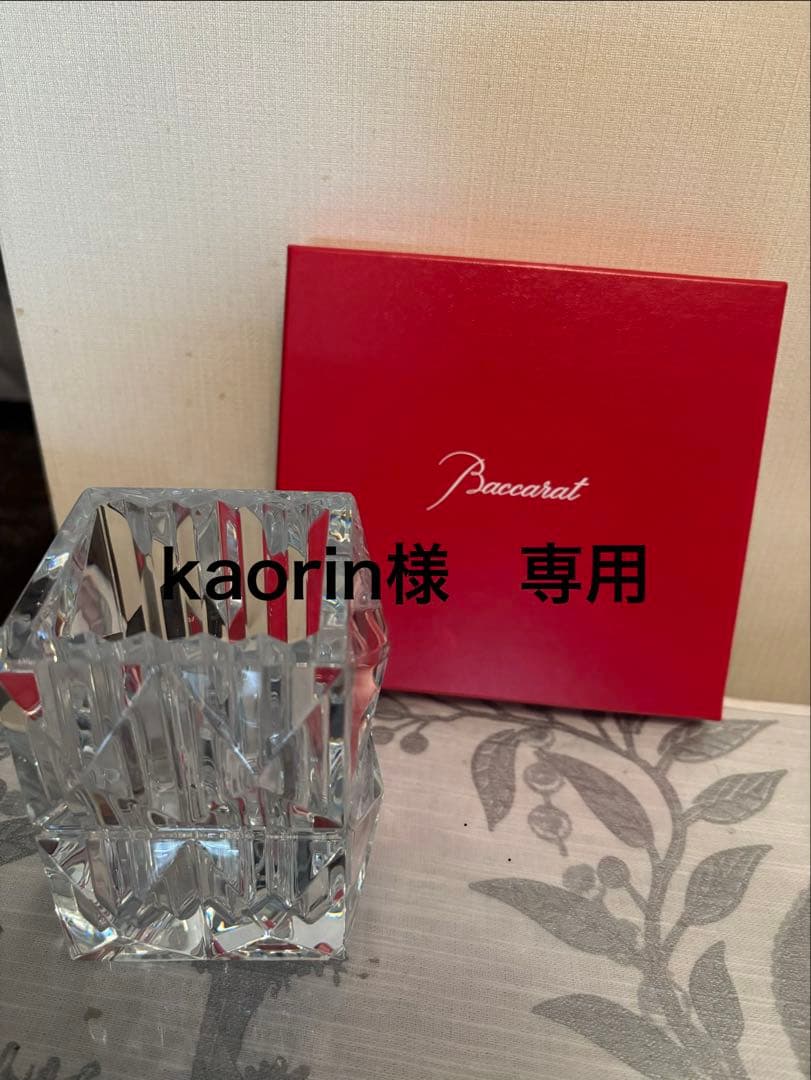 Baccarat
kaorin様　専用